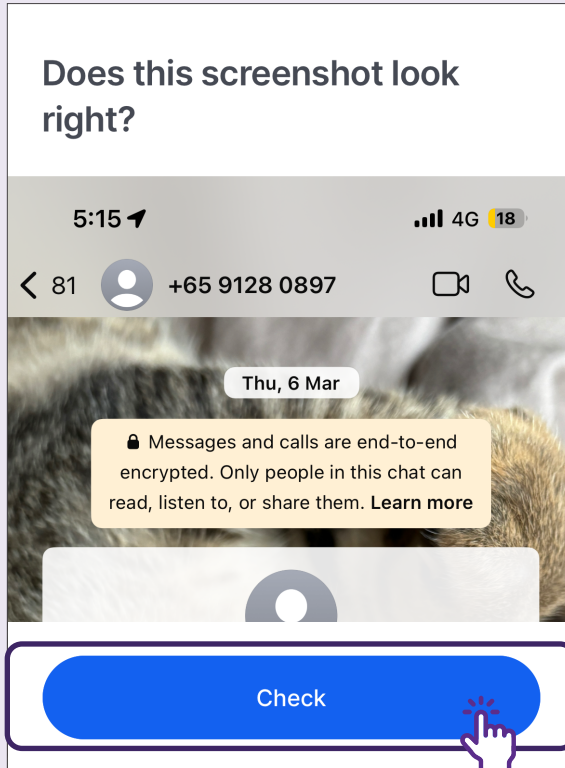 Does this screenshot look
right?
5:15
4G 18
81 +65 9128 0897
Thu, 6 Mar
Messages and calls are end-to-end
encrypted. Only people in this chat can
read, listen to, or share them. Learn more
Check